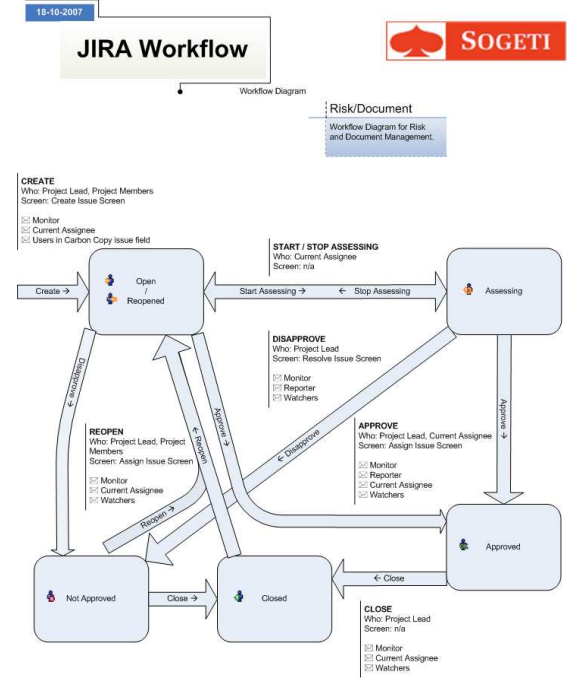 18-10-2007
JIRA Workflow
SOGETI
Workflow Diagram
Risk/Document
Workflow Diagram for Risk
and Document Management.
CREATE
Who: Project Lead, Project Members
Screen: Create Issue Screen
Monitor
Current Assignee
Users in Carbon Copy issue field
START / STOP ASSESSING
Who: Current Assignee
Screen: n/a
Create →
Open
/
Reopened
Start Assessing →
← Stop Assessing
Assessing
DISAPPROVE
Who: Project Lead
Screen: Resolve Issue Screen
Monitor
Reporter
Watchers
Disapprove →
← Reopen
Approve →
← Disapprove
Approve →
REOPEN
Who: Project Lead, Project
Members
Screen: Assign Issue Screen
Monitor
Current Assignee
Watchers
APPROVE
Who: Project Lead, Current Assignee
Screen: Assign Issue Screen
Monitor
Reporter
Current Assignee
Watchers
Reopen →
Approved
← Close
Not Approved
Close →
Closed
CLOSE
Who: Project Lead
Screen: n/a
Monitor
Current Assignee
Watchers